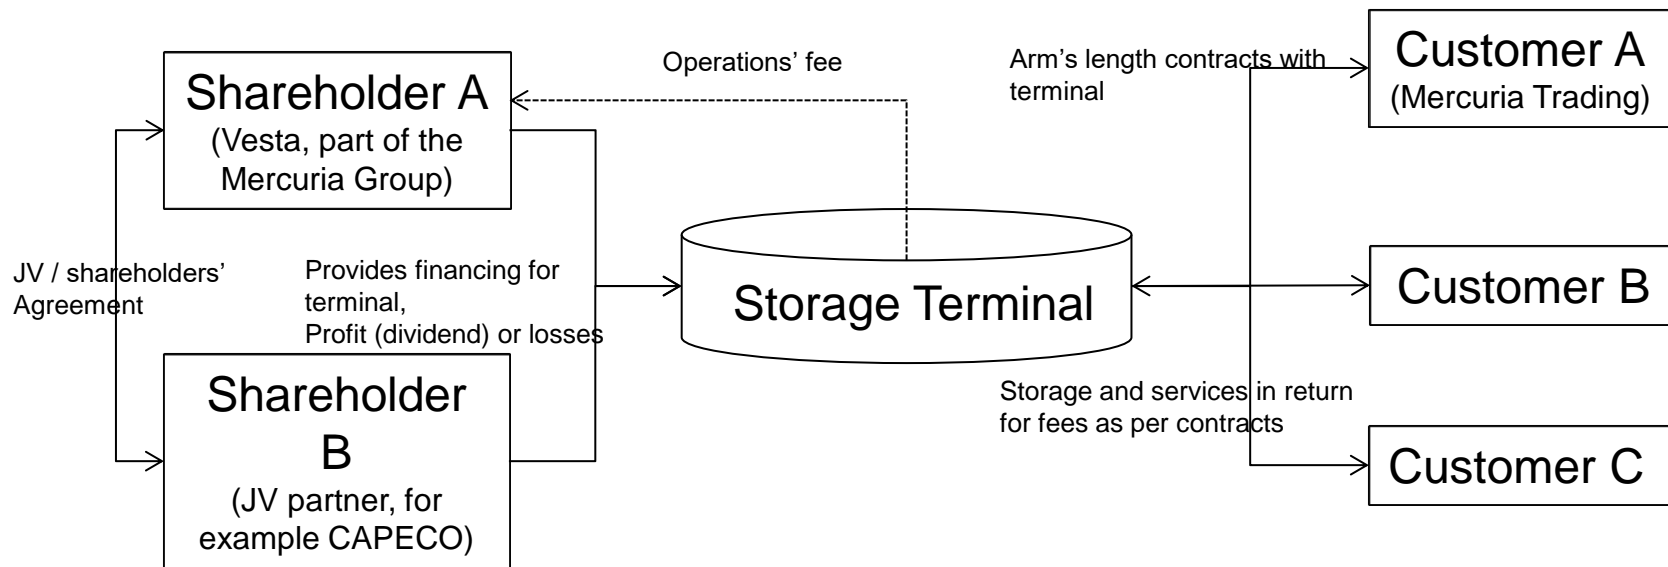 Shareholder A
(Vesta, part of the
Mercuria Group)
Operations’ fee
Arm’s length contracts with
terminal
Customer A
(Mercuria Trading)
JV / shareholders’
Agreement
Provides financing for
terminal,
Profit (dividend) or losses
Storage Terminal
Customer B
Shareholder
B
(JV partner, for
example CAPECO)
Storage and services in return
for fees as per contracts
Customer C